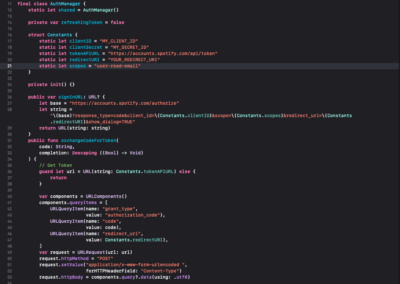 final class AuthManager {
static let shared = AuthManager()
private var refreshingToken = false
struct Constants {
static let clientID = "MY_CLIENT_ID"
static let clientSecret = "MY_SECRET_ID"
static let tokenAPIURL = "https://accounts.spotify.com/api/token"
static let redirectURI = "YOUR_REDIRECT_URI"
static let scopes = "user-read-email"
}
private init() {}
public var signInURL: URL? {
let base = "https://accounts.spotify.com/authorize"
let string =
"\(base)?response_type=code&client_id=\(Constants.clientID)&scope=\(Constants.scopes)&redirect_uri=\(Constants
.redirectURI)&show_dialog=TRUE"
return URL(string: string)
}
public func exchangeCodeForToken(
code: String,
completion: @escaping ((Bool) -> Void)
) {
// Get Token
guard let url = URL(string: Constants.tokenAPIURL) else {
return
}
var components = URLComponents()
components.queryItems = [
URLQueryItem(name: "grant_type",
value: "authorization_code"),
URLQueryItem(name: "code",
value: code),
URLQueryItem(name: "redirect_uri",
value: Constants.redirectURI),
]
var request = URLRequest(url: url)
request.httpMethod = "POST"
request.setValue("application/x-www-form-urlencoded ",
forHTTPHeaderField: "Content-Type")
request.httpBody = components.query?.data(using: .utf8)